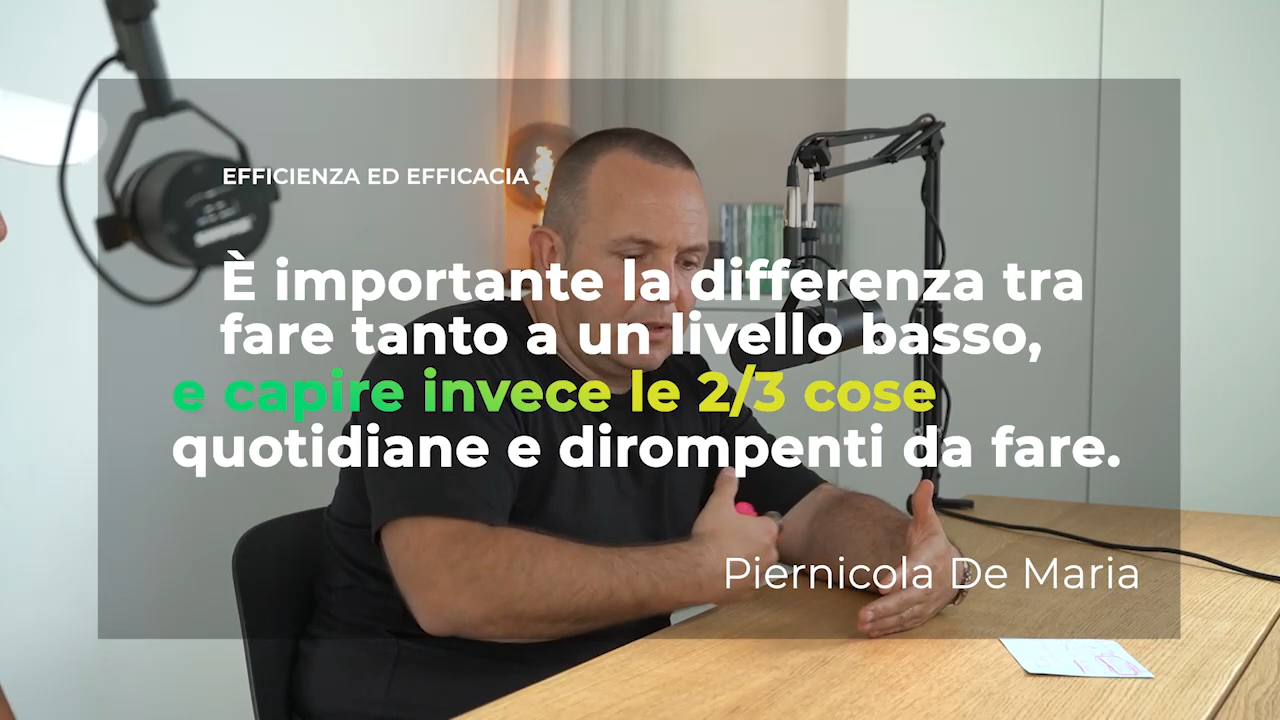 EFFICIENZA ED EFFICACIA
È importante la differenza tra
fare tanto a un livello basso,
e capire invece le 2/3 cose
quotidiane e dirompenti da fare.
Piernicola De Maria